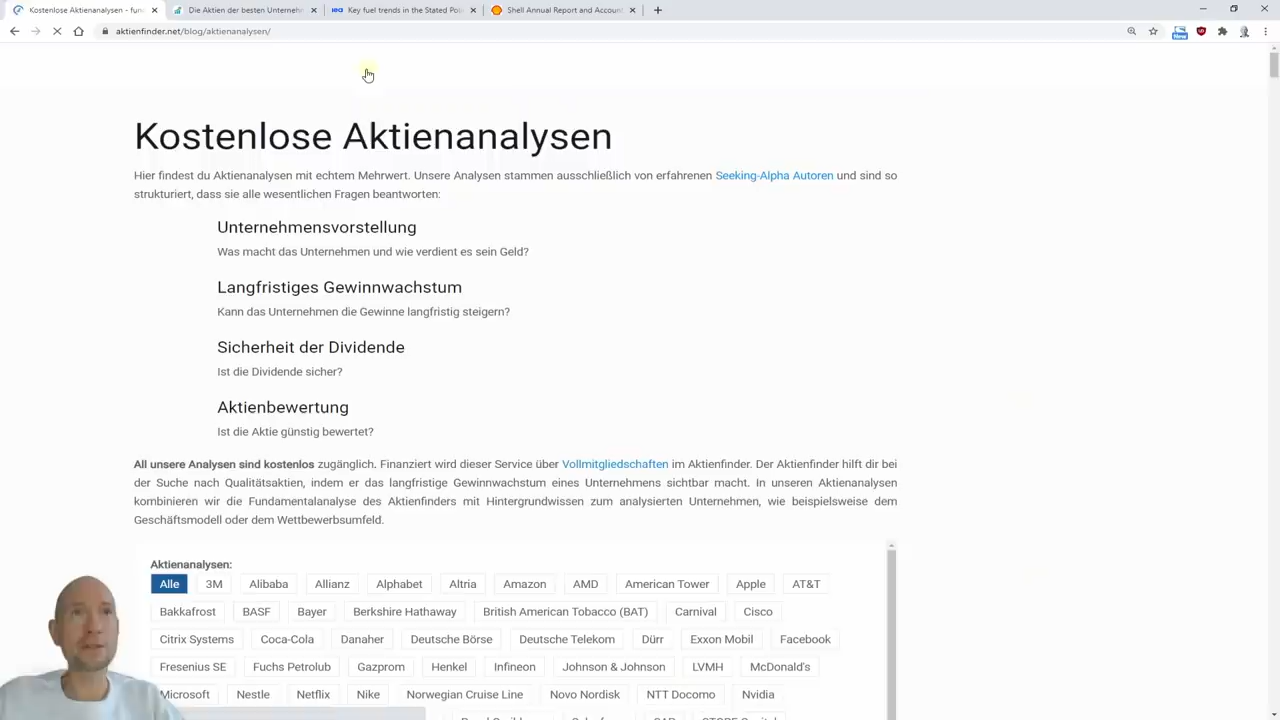 Kostenlose Aktienanalysen - fun
Die Aktien der besten Unternehm
iea Key fuel trends in the Stated Poli
Shell Annual Report and Account
aktienfinder.net/blog/aktienanalysen/
New
Kostenlose Aktienanalysen
Hier findest du Aktienanalysen mit echtem Mehrwert. Unsere Analysen stammen ausschließlich von erfahrenen Seeking-Alpha Autoren und sind so
strukturiert, dass sie alle wesentlichen Fragen beantworten:
Unternehmensvorstellung
Was macht das Unternehmen und wie verdient es sein Geld?
Langfristiges Gewinnwachstum
Kann das Unternehmen die Gewinne langfristig steigern?
Sicherheit der Dividende
Ist die Dividende sicher?
Aktienbewertung
Ist die Aktie günstig bewertet?
All unsere Analysen sind kostenlos zugänglich. Finanziert wird dieser Service über Vollmitgliedschaften im Aktienfinder. Der Aktienfinder hilft dir bei
der Suche nach Qualitätsaktien, indem er das langfristige Gewinnwachstum eines Unternehmens sichtbar macht. In unseren Aktienanalysen
kombinieren wir die Fundamentalanalyse des Aktienfinders mit Hintergrundwissen zum analysierten Unternehmen, wie beispielsweise dem
Geschäftsmodell oder dem Wettbewerbsumfeld.
Aktienanalysen:
Alle 3M Alibaba Allianz Alphabet Altria Amazon AMD American Tower Apple AT&T
Bakkafrost BASF Bayer Berkshire Hathaway British American Tobacco (BAT) Carnival Cisco
Citrix Systems Coca-Cola Danaher Deutsche Börse Deutsche Telekom Dürr Exxon Mobil Facebook
Fresenius SE Fuchs Petrolub Gazprom Henkel Infineon Johnson & Johnson LVMH McDonald's
Microsoft Nestle Netflix Nike Norwegian Cruise Line Novo Nordisk NTT Docomo Nvidia